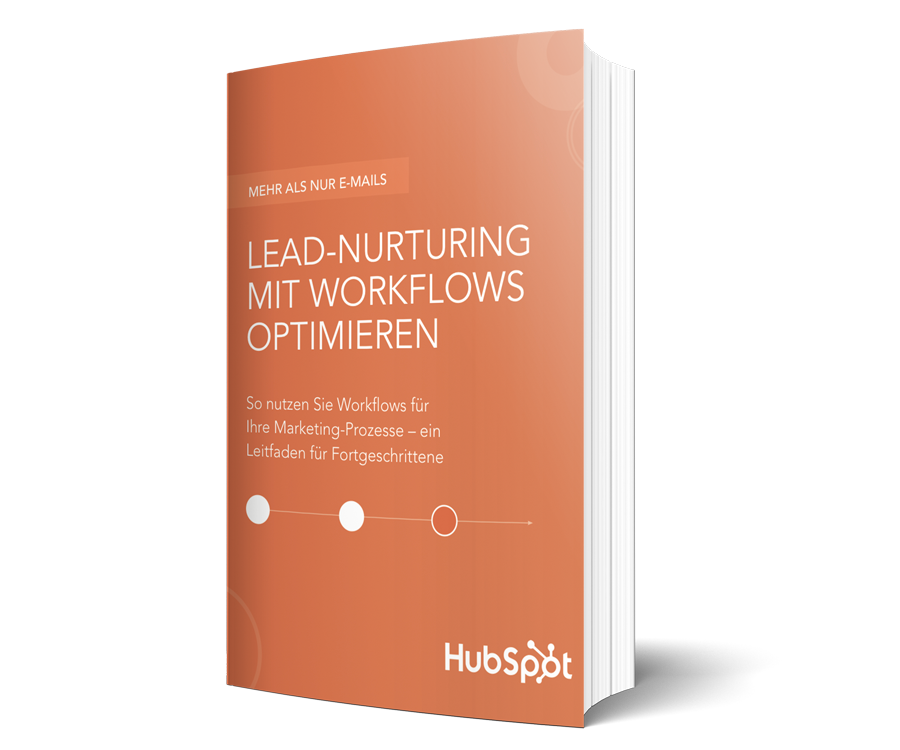 MEHR ALS NUR E-MAILS
LEAD-NURTURING
MIT WORKFLOWS
OPTIMIEREN
So nutzen Sie Workflows für
Ihre Marketing-Prozesse – ein
Leitfaden für Fortgeschrittene
HubSpot